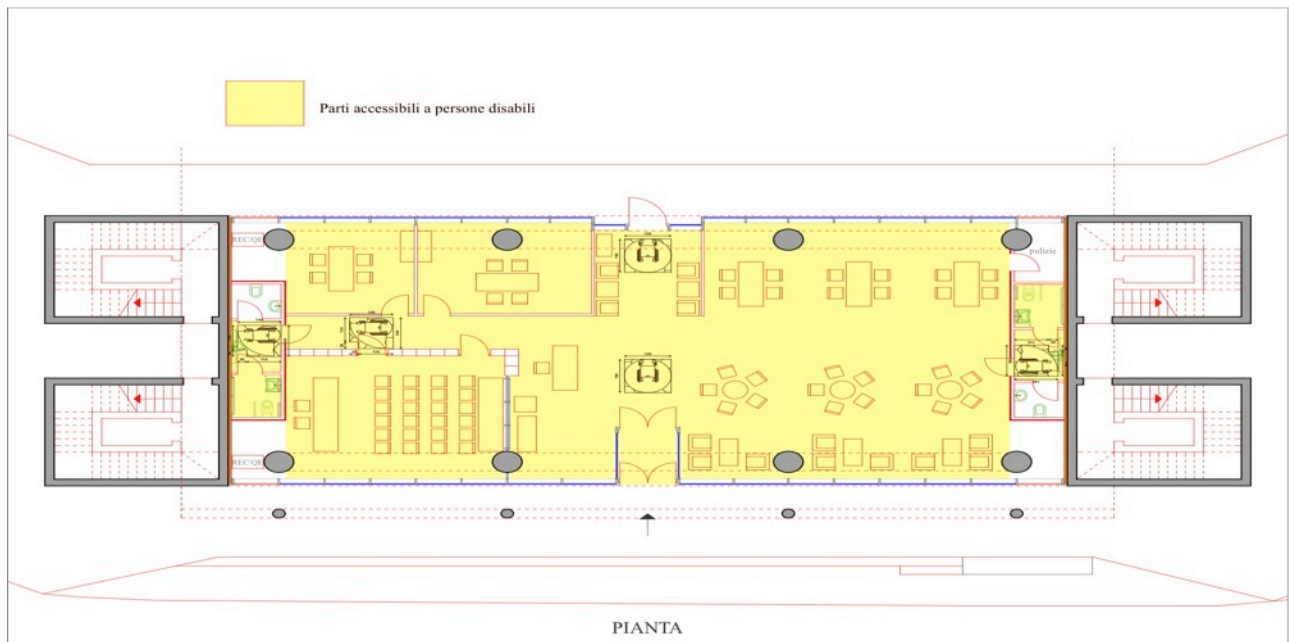 Parti accessibili a persone disabili
REC/QE
pulizie
REC/QE
PIANTA